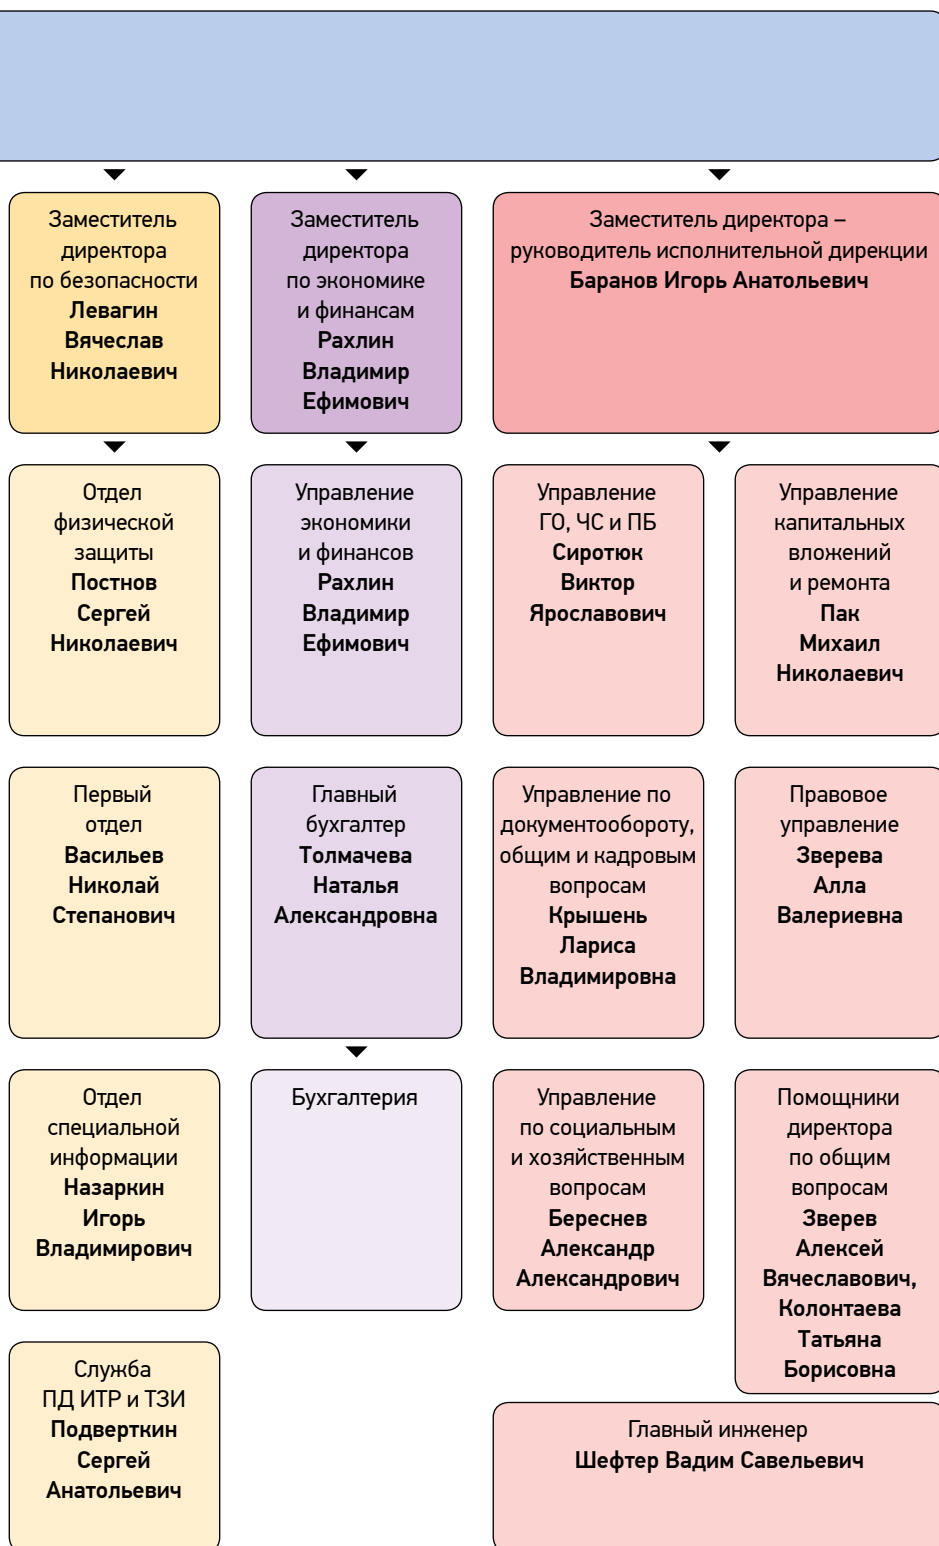 Заместитель
директора
по безопасности
Левагин
Вячеслав
Николаевич
Заместитель
директора
по экономике
и финансам
Рахлин
Владимир
Ефимович
Заместитель директора –
руководитель исполнительной дирекции
Баранов Игорь Анатольевич
Отдел
физической
защиты
Постнов
Сергей
Николаевич
Управление
экономики
и финансов
Рахлин
Владимир
Ефимович
Управление
ГО, ЧС и ПБ
Сиротюк
Виктор
Ярославович
Управление
капитальных
вложений
и ремонта
Пак
Михаил
Николаевич
Первый
отдел
Васильев
Николай
Степанович
Главный
бухгалтер
Толмачева
Наталья
Александровна
Управление по
документообороту,
общим и кадровым
вопросам
Крышень
Лариса
Владимировна
Правовое
управление
Зверева
Алла
Валериевна
Отдел
специальной
информации
Назаркин
Игорь
Владимирович
Бухгалтерия
Управление
по социальным
и хозяйственным
вопросам
Береснев
Александр
Александрович
Помощники
директора
по общим
вопросам
Зверев
Алексей
Вячеславович,
Колонтаева
Татьяна
Борисовна
Служба
ПД ИТР и ТЗИ
Подверткин
Сергей
Анатольевич
Главный инженер
Шефтер Вадим Савельевич